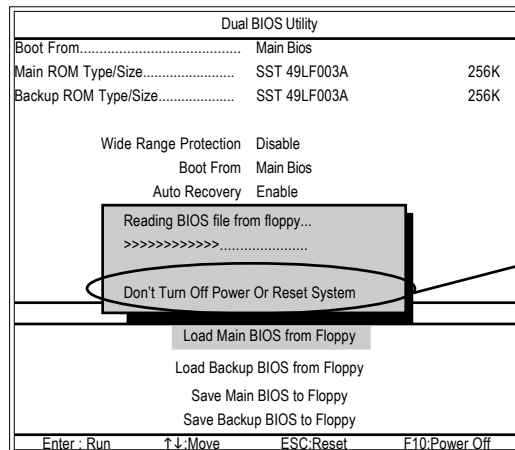 Dual BIOS Utility
Boot From.......................................... Main Bios
Main ROM Type/Size........................ SST 49LF003A 256K
Backup ROM Type/Size.................... SST 49LF003A 256K
Wide Range Protection Disable
Boot From Main Bios
Auto Recovery Enable
Reading BIOS file from floppy...
>>>>>>>>>>>>.......................
Don't Turn Off Power Or Reset System
Load Main BIOS from Floppy
Load Backup BIOS from Floppy
Save Main BIOS to Floppy
Save Backup BIOS to Floppy
Enter : Run ↑↓:Move ESC:Reset F10:Power Off